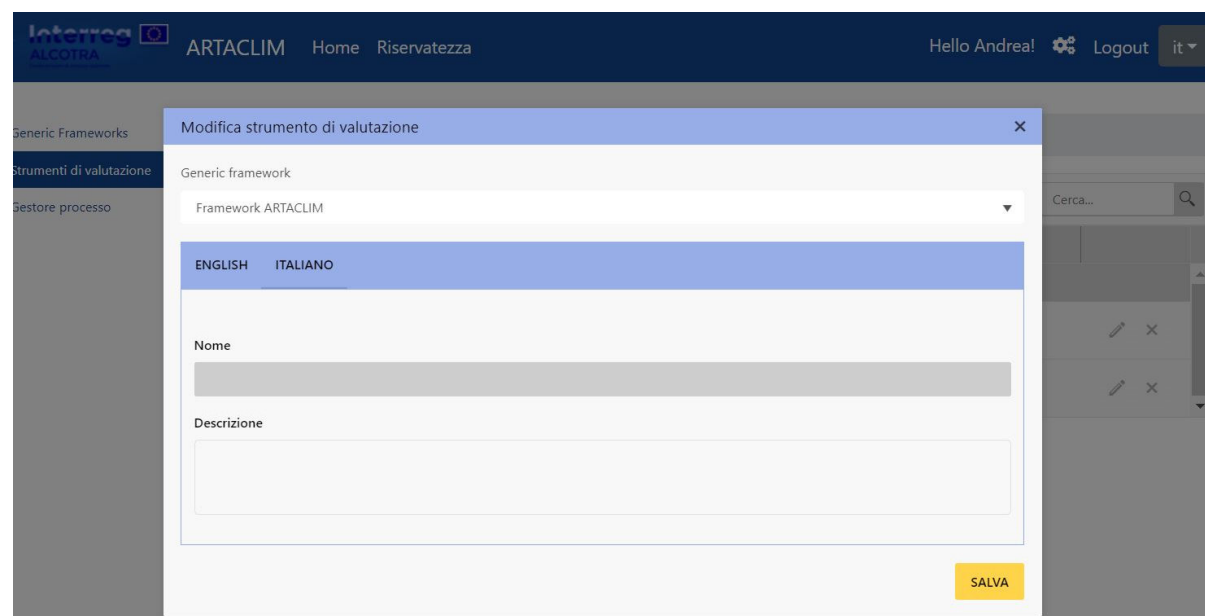 Interreg
ALCOTRA
ARTACLIM Home Riservatezza
Hello Andrea! Logout it
Generic Frameworks
Strumenti di valutazione
Gestore processo
Modifica strumento di valutazione
Generic framework
Framework ARTACLIM
Cerca...
ENGLISH ITALIANO
Nome
Descrizione
SALVA